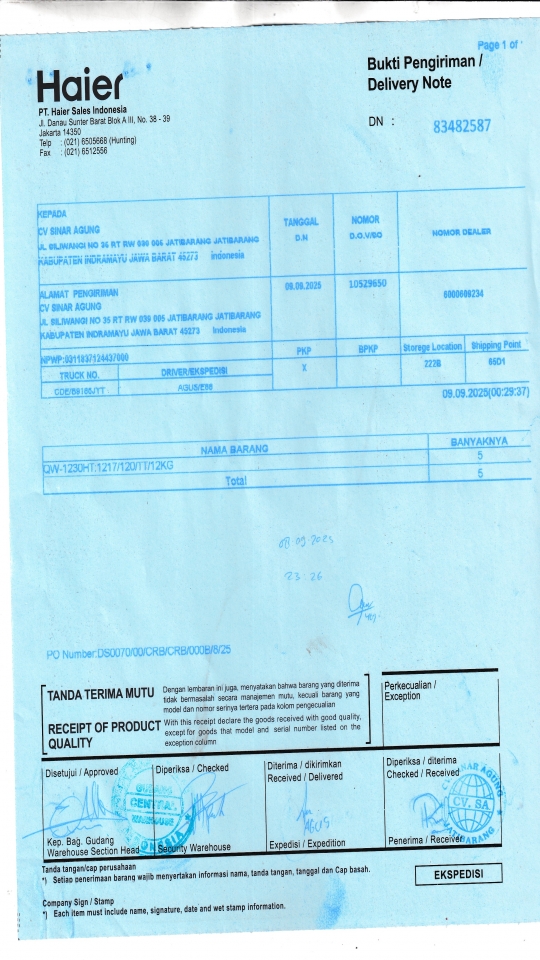 Page 1 of
Haier
Bukti Pengiriman /
Delivery Note
PT. Haier Sales Indonesia
Jl. Danau Sunter Barat Blok A III, No. 38 - 39
Jakarta 14350
Telp : (021) 6505668 (Hunting)
Fax : (021) 6512556
DN : 83482587
KEPADA
CV SINAR AGUNG
JL SILIWANGI NO 35 RT RW 030 005 JATIBARANG JATIBARANG
KABUPATEN INDRAMAYU JAWA BARAT 45273 Indonesia
TANGGAL
D.N
NOMOR
D.O.V/SO
NOMOR DEALER
ALAMAT PENGIRIMAN
CV SINAR AGUNG
JL SILIWANGI NO 35 RT RW 030 005 JATIBARANG JATIBARANG
KABUPATEN INDRAMAYU JAWA BARAT 45273 Indonesia
09.09.2025
10529650
NPWP:0311837124437000
PKP
BPKP
Storege Location
Shipping Point
TRUCK NO.
DRIVER/EKSPEDISI
X
222B
65D1
AGUS/E88
09.09.2025(00:29:37)
NAMA BARANG
BANYAKNYA
QW-1230HT:1217/120/TT/12KG
5
Total
5
23:26
PO Number:DS0070/00/CRB/CRB/000B/8/25
TANDA TERIMA MUTU
Dengan lembaran ini juga, menyatakan bahwa barang yang diterima
tidak bermasalah secara manajemen mutu, kecuali barang yang
model dan nomor serinya tertera pada kolom pengecualian
RECEIPT OF PRODUCT
QUALITY
With this receipt declare the goods received with good quality,
except for goods that model and serial number listed on the
exception column
Perkecualian /
Exception
Disetujui / Approved
Diperiksa / Checked
Diterima / dikirimkan
Received / Delivered
Diperiksa / diterima
Checked / Received
GUDANG
CENTRAL
WAREHOUSE
AGUS
CV. SINAR AGUNG
CV. SA
JATIBARANG
Kep. Bag. Gudang
Warehouse Section Head
Security Warehouse
Expedisi / Expedition
Penerima / Receiver
Tanda tangan/cap perusahaan
*) Setiap penerimaan barang wajib menyertakan informasi nama, tanda tangan, tanggal dan Cap basah.
EKSPEDISI
Company Sign / Stamp
*) Each item must include name, signature, date and wet stamp information.